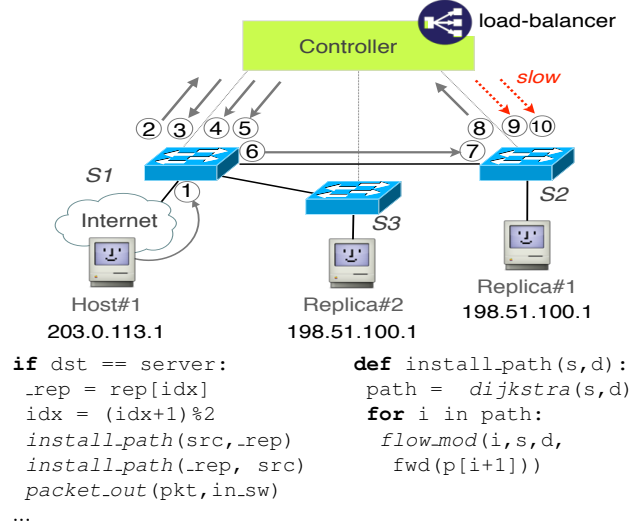 load-balancer
Controller
slow
2 3 4 5 8 9 10
6 7
S1
1
S2
Internet
S3
Host#1
203.0.113.1
Replica#2
198.51.100.1
Replica#1
198.51.100.1
if dst == server:
_rep = rep[idx]
idx = (idx+1)%2
install_path(src,_rep)
install_path(_rep, src)
packet_out(pkt,in_sw)
...
def install_path(s,d):
path = dijkstra(s,d)
for i in path:
flow_mod(i,s,d,
fwd(p[i+1]))